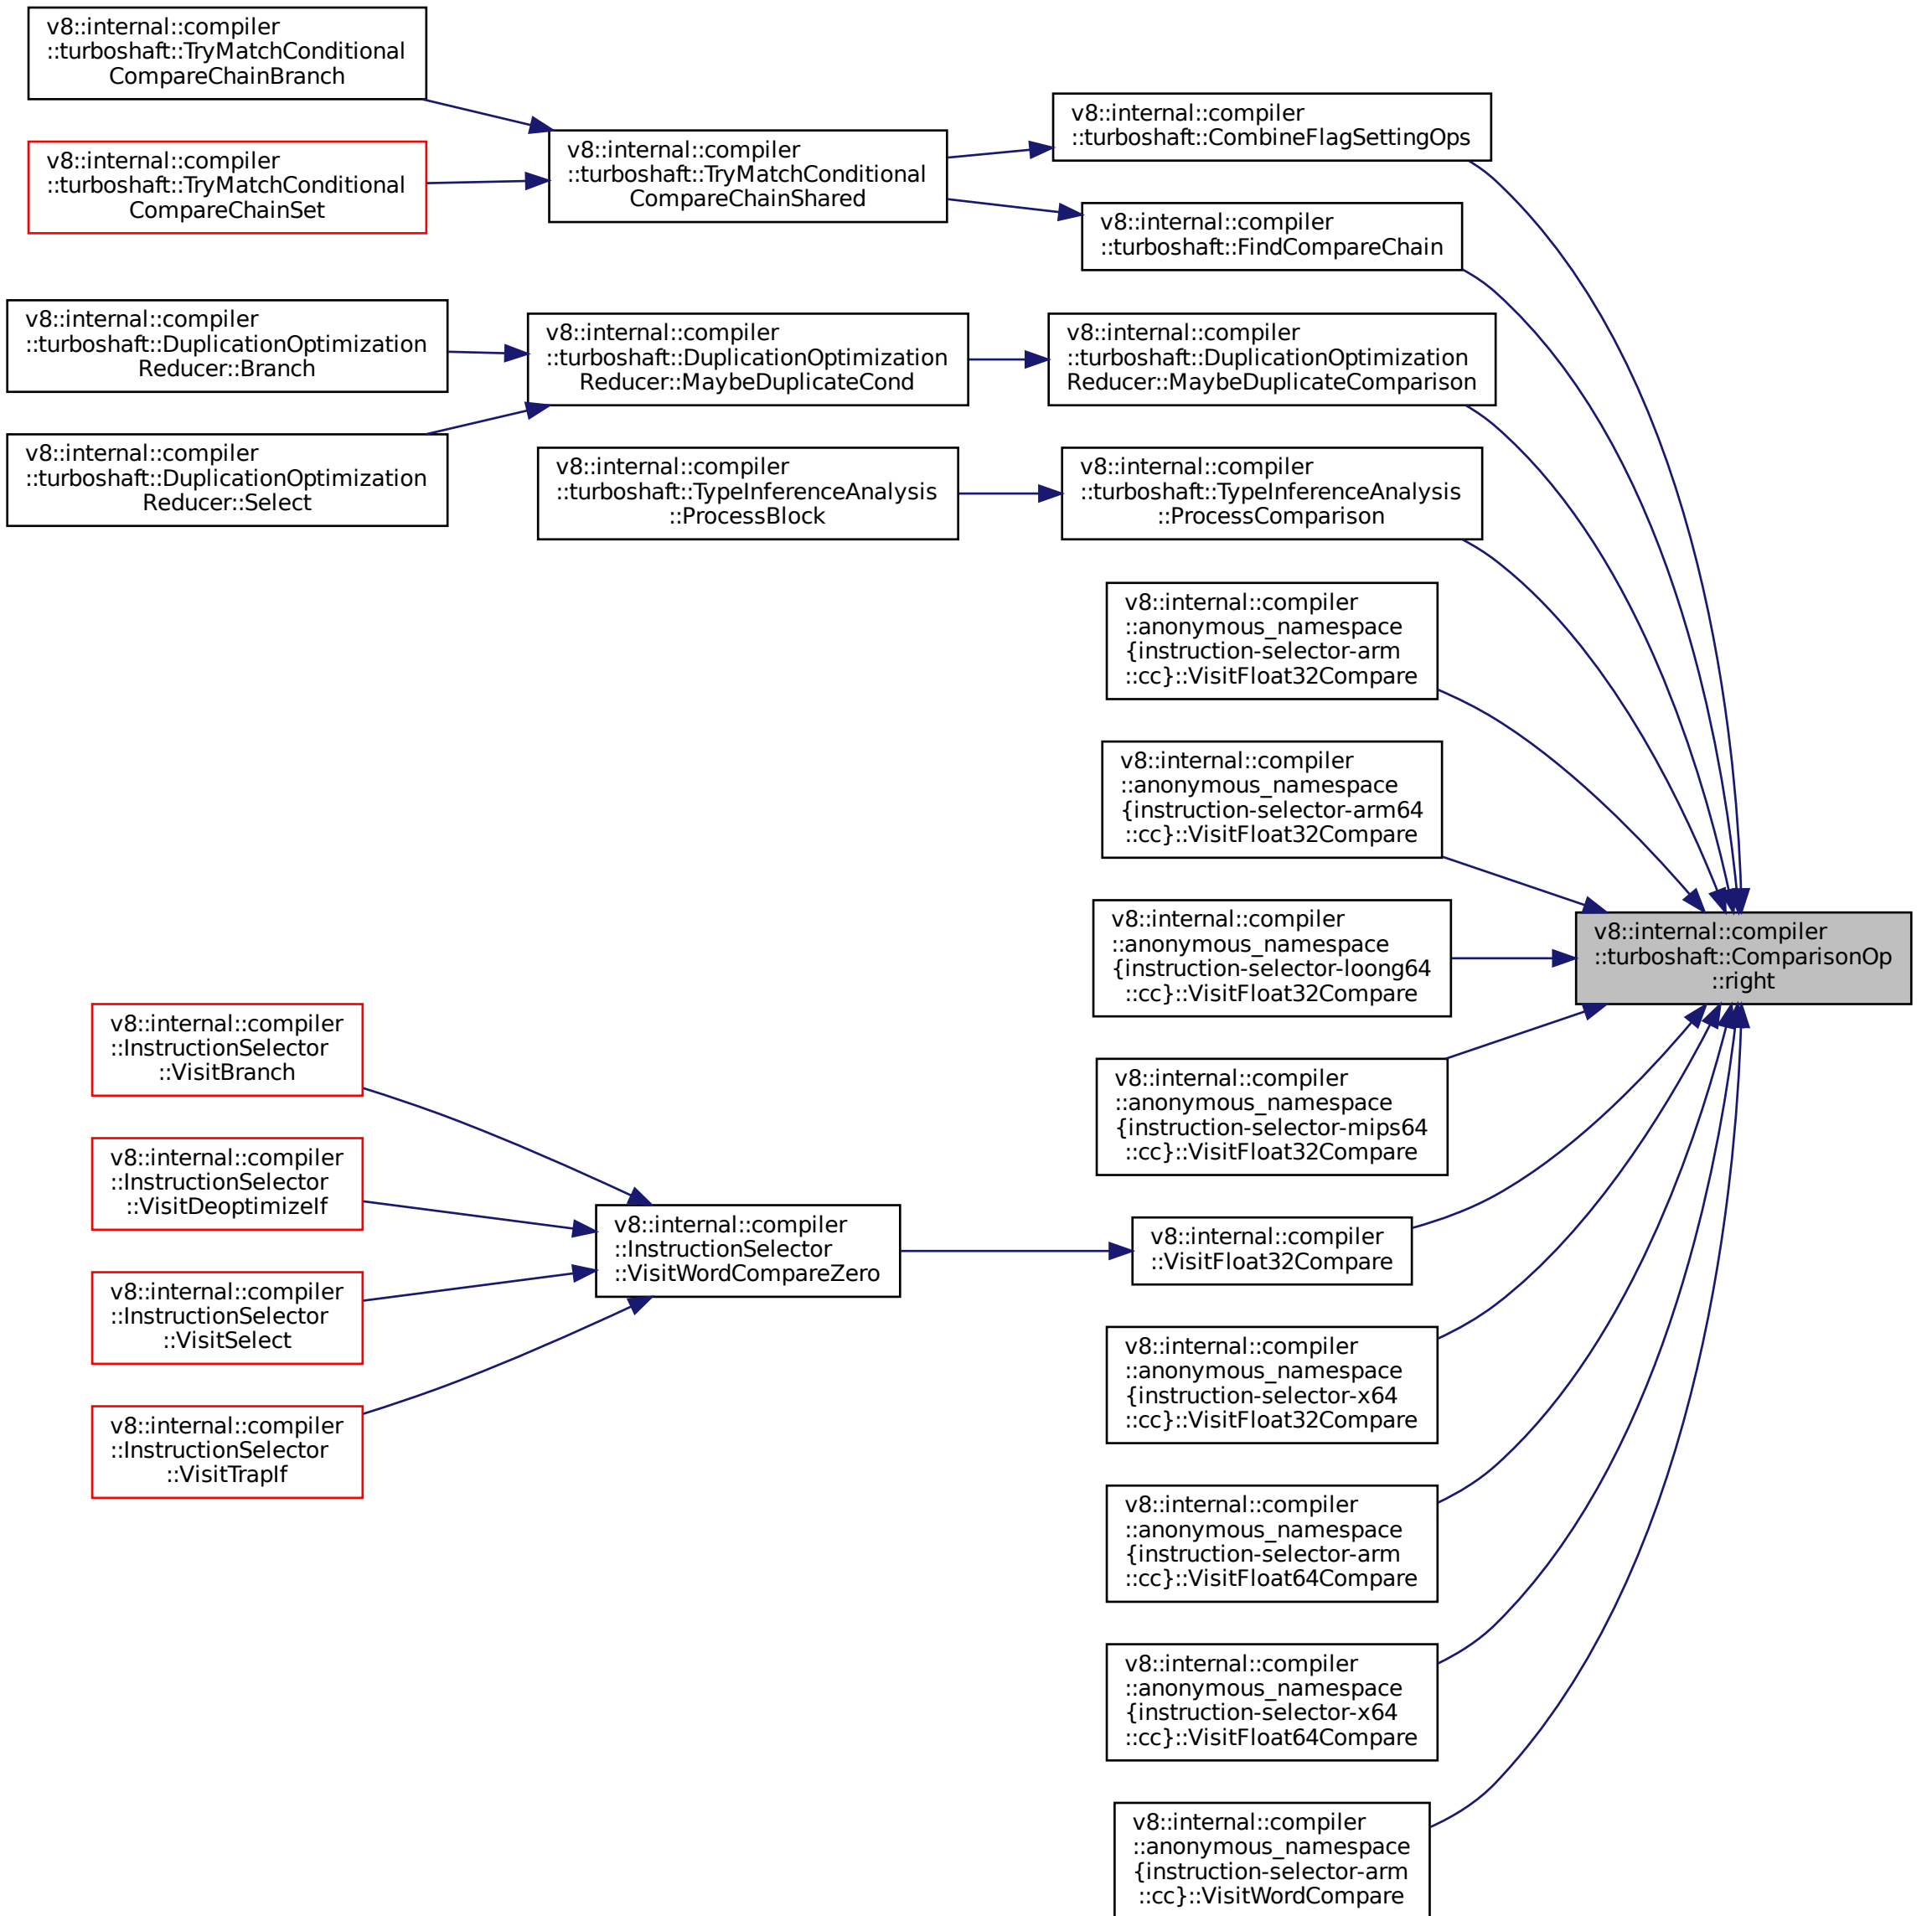 v8::internal::compiler
::turboshaft::TryMatchConditional
CompareChainBranch
v8::internal::compiler
::turboshaft::TryMatchConditional
CompareChainSet
v8::internal::compiler
::turboshaft::TryMatchConditional
CompareChainShared
v8::internal::compiler
::turboshaft::CombineFlagSettingOps
v8::internal::compiler
::turboshaft::FindCompareChain
v8::internal::compiler
::turboshaft::DuplicationOptimization
Reducer::Branch
v8::internal::compiler
::turboshaft::DuplicationOptimization
Reducer::Select
v8::internal::compiler
::turboshaft::DuplicationOptimization
Reducer::MaybeDuplicateCond
v8::internal::compiler
::turboshaft::DuplicationOptimization
Reducer::MaybeDuplicateComparison
v8::internal::compiler
::turboshaft::TypeInferenceAnalysis
::ProcessBlock
v8::internal::compiler
::turboshaft::TypeInferenceAnalysis
::ProcessComparison
v8::internal::compiler
::anonymous_namespace
{instruction-selector-arm
::cc}::VisitFloat32Compare
v8::internal::compiler
::anonymous_namespace
{instruction-selector-arm64
::cc}::VisitFloat32Compare
v8::internal::compiler
::anonymous_namespace
{instruction-selector-loong64
::cc}::VisitFloat32Compare
v8::internal::compiler
::turboshaft::ComparisonOp
::right
v8::internal::compiler
::anonymous_namespace
{instruction-selector-mips64
::cc}::VisitFloat32Compare
v8::internal::compiler
::InstructionSelector
::VisitBranch
v8::internal::compiler
::InstructionSelector
::VisitDeoptimizeIf
v8::internal::compiler
::InstructionSelector
::VisitSelect
v8::internal::compiler
::InstructionSelector
::VisitTrapIf
v8::internal::compiler
::InstructionSelector
::VisitWordCompareZero
v8::internal::compiler
::VisitFloat32Compare
v8::internal::compiler
::anonymous_namespace
{instruction-selector-x64
::cc}::VisitFloat32Compare
v8::internal::compiler
::anonymous_namespace
{instruction-selector-arm
::cc}::VisitFloat64Compare
v8::internal::compiler
::anonymous_namespace
{instruction-selector-x64
::cc}::VisitFloat64Compare
v8::internal::compiler
::anonymous_namespace
{instruction-selector-arm
::cc}::VisitWordCompare